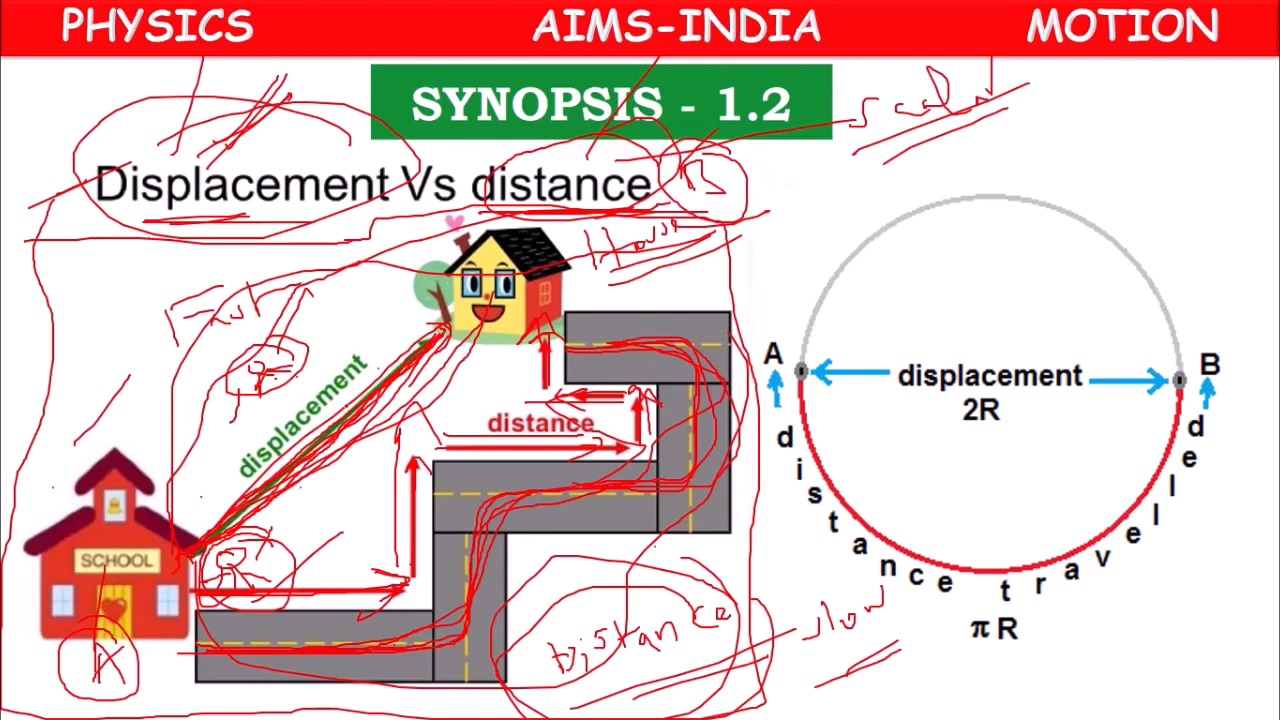 PHYSICS AIMS-INDIA MOTION
SYNOPSIS - 1.2
Displacement Vs distance
B
House
displacement
distance
SCHOOL
A
Distance
slow
A
B
displacement
2R
distance travelled
π R